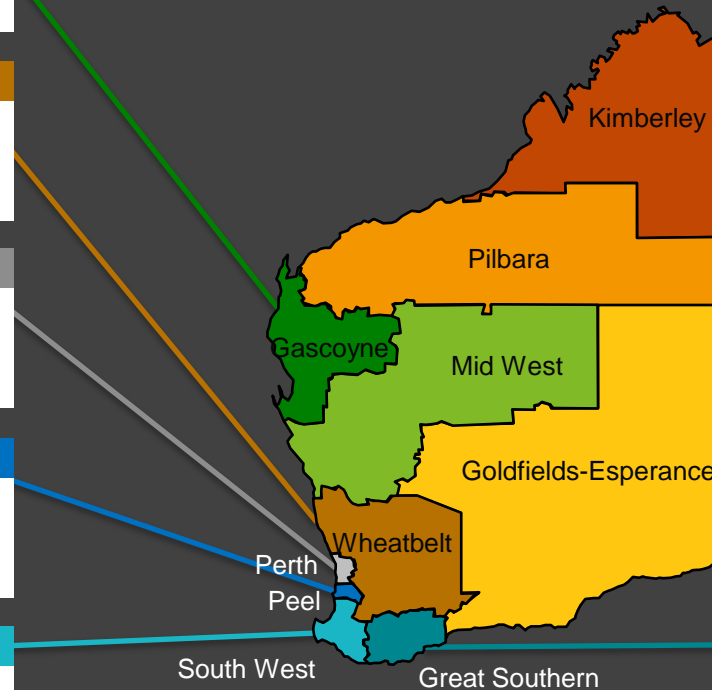 Kimberley
Pilbara
Gascoyne
Mid West
Goldfields-Esperance
Wheatbelt
Perth
Peel
South West
Great Southern